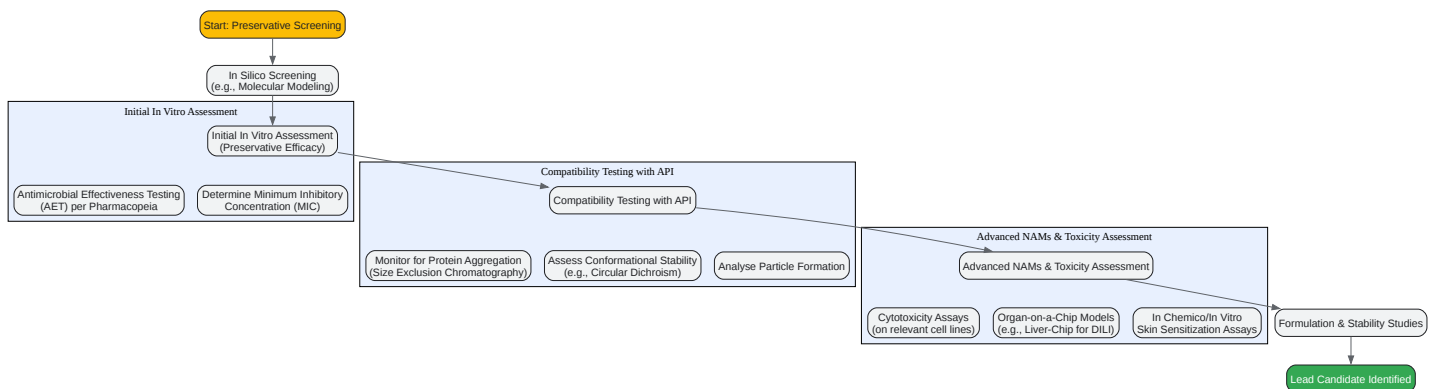 Start: Preservative Screening
In Silico Screening
(e.g., Molecular Modeling)
Initial In Vitro Assessment
Initial In Vitro Assessment
(Preservative Efficacy)
Antimicrobial Effectiveness Testing
(AET) per Pharmacopeia
Determine Minimum Inhibitory
Concentration (MIC)
Compatibility Testing with API
Compatibility Testing with API
Monitor for Protein Aggregation
(Size Exclusion Chromatography)
Assess Conformational Stability
(e.g., Circular Dichroism)
Analyse Particle Formation
Advanced NAMs & Toxicity Assessment
Advanced NAMs & Toxicity Assessment
Cytotoxicity Assays
(on relevant cell lines)
Organ-on-a-Chip Models
(e.g., Liver-Chip for DILI)
In Chemico/In Vitro
Skin Sensitization Assays
Formulation & Stability Studies
Lead Candidate Identified